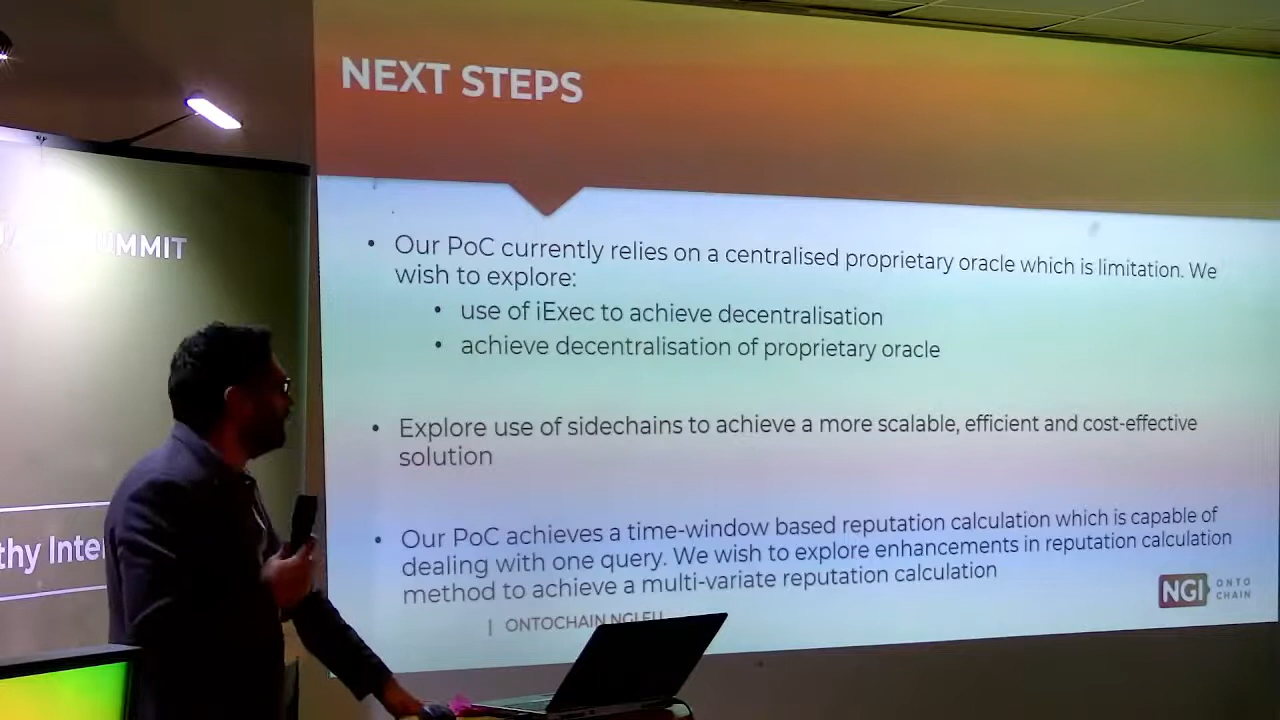 NEXT STEPS
UMMIT
• Our PoC currently relies on a centralised proprietary oracle which is limitation. We
wish to explore:
• use of iExec to achieve decentralisation
• achieve decentralisation of proprietary oracle
• Explore use of sidechains to achieve a more scalable, efficient and cost-effective
solution
thy Inte
• Our PoC achieves a time-window based reputation calculation which is capable of
dealing with one query. We wish to explore enhancements in reputation calculation
method to achieve a multi-variate reputation calculation
NGI ONTO
CHAIN
| ONTOCHAIN.NGI.EU